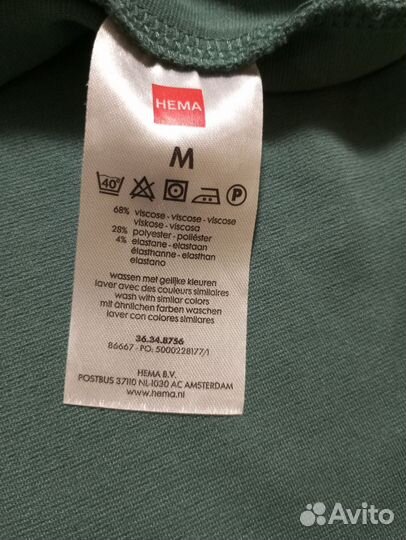 HEMA
M
40° P
68% viscose - viscose - viscose
viskose - viscosa
28% polyester - poliéster
4% elastane - elastaan
élasthanne - elasthan
elastano
wassen met gelijke kleuren
laver avec des couleurs similaires
wash with similar colors
mit ähnlichen farben waschen
lavar con colores similares
36.34.8756
86667 - PO: 5000228177/1
HEMA B.V.
POSTBUS 37110 NL-1030 AC AMSTERDAM
www.hema.nl
Avito